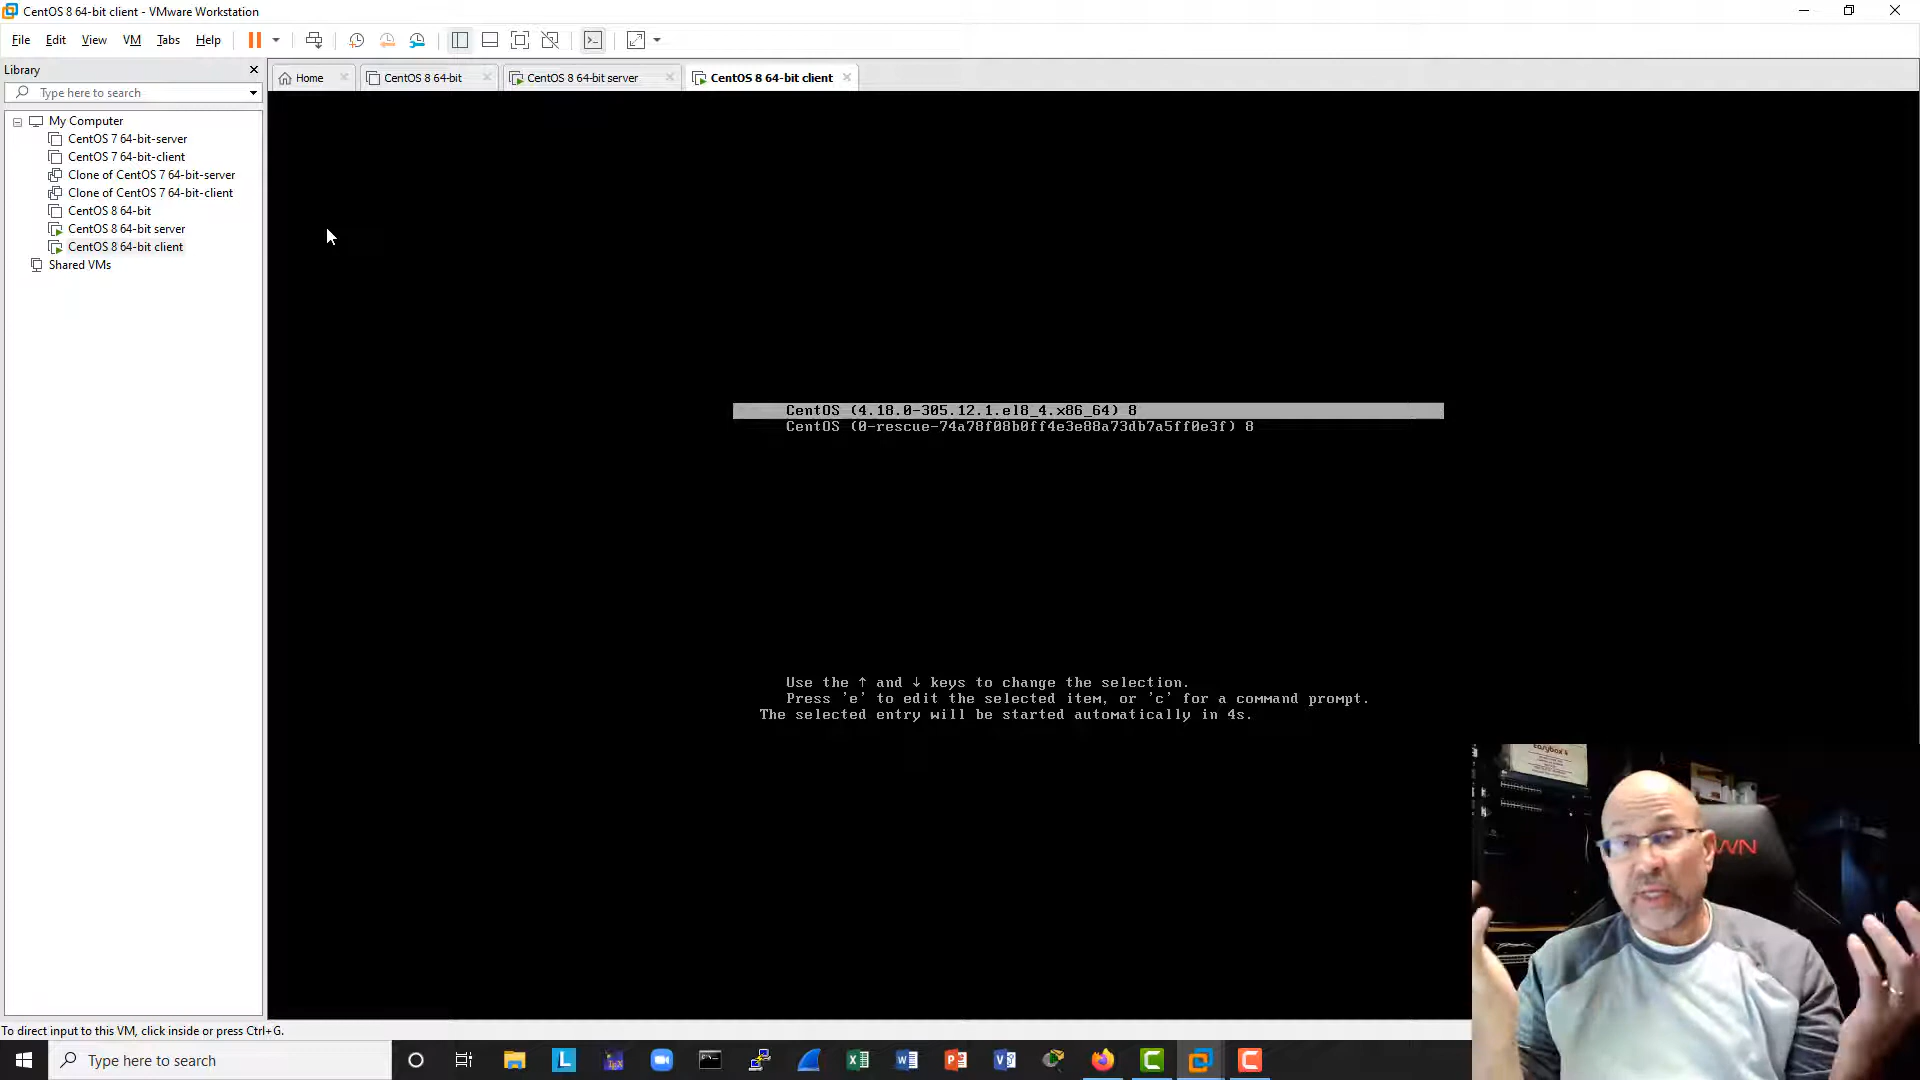 CentOS 8 64-bit client - VMware Workstation
File Edit View VM Tabs Help
Library
Type here to search
Home
CentOS 8 64-bit
CentOS 8 64-bit server
CentOS 8 64-bit client
My Computer
CentOS 7 64-bit-server
CentOS 7 64-bit-client
Clone of CentOS 7 64-bit-server
Clone of CentOS 7 64-bit-client
CentOS 8 64-bit
CentOS 8 64-bit server
CentOS 8 64-bit client
Shared VMs
CentOS (4.18.0-305.12.1.el8_4.x86_64) 8
CentOS (0-rescue-74a78f08b0ff4e3e88a73db7a5ff0e3f) 8
Use the ↑ and ↓ keys to change the selection.
Press 'e' to edit the selected item, or 'c' for a command prompt.
The selected entry will be started automatically in 4s.
WN
To direct input to this VM, click inside or press Ctrl+G.
Type here to search